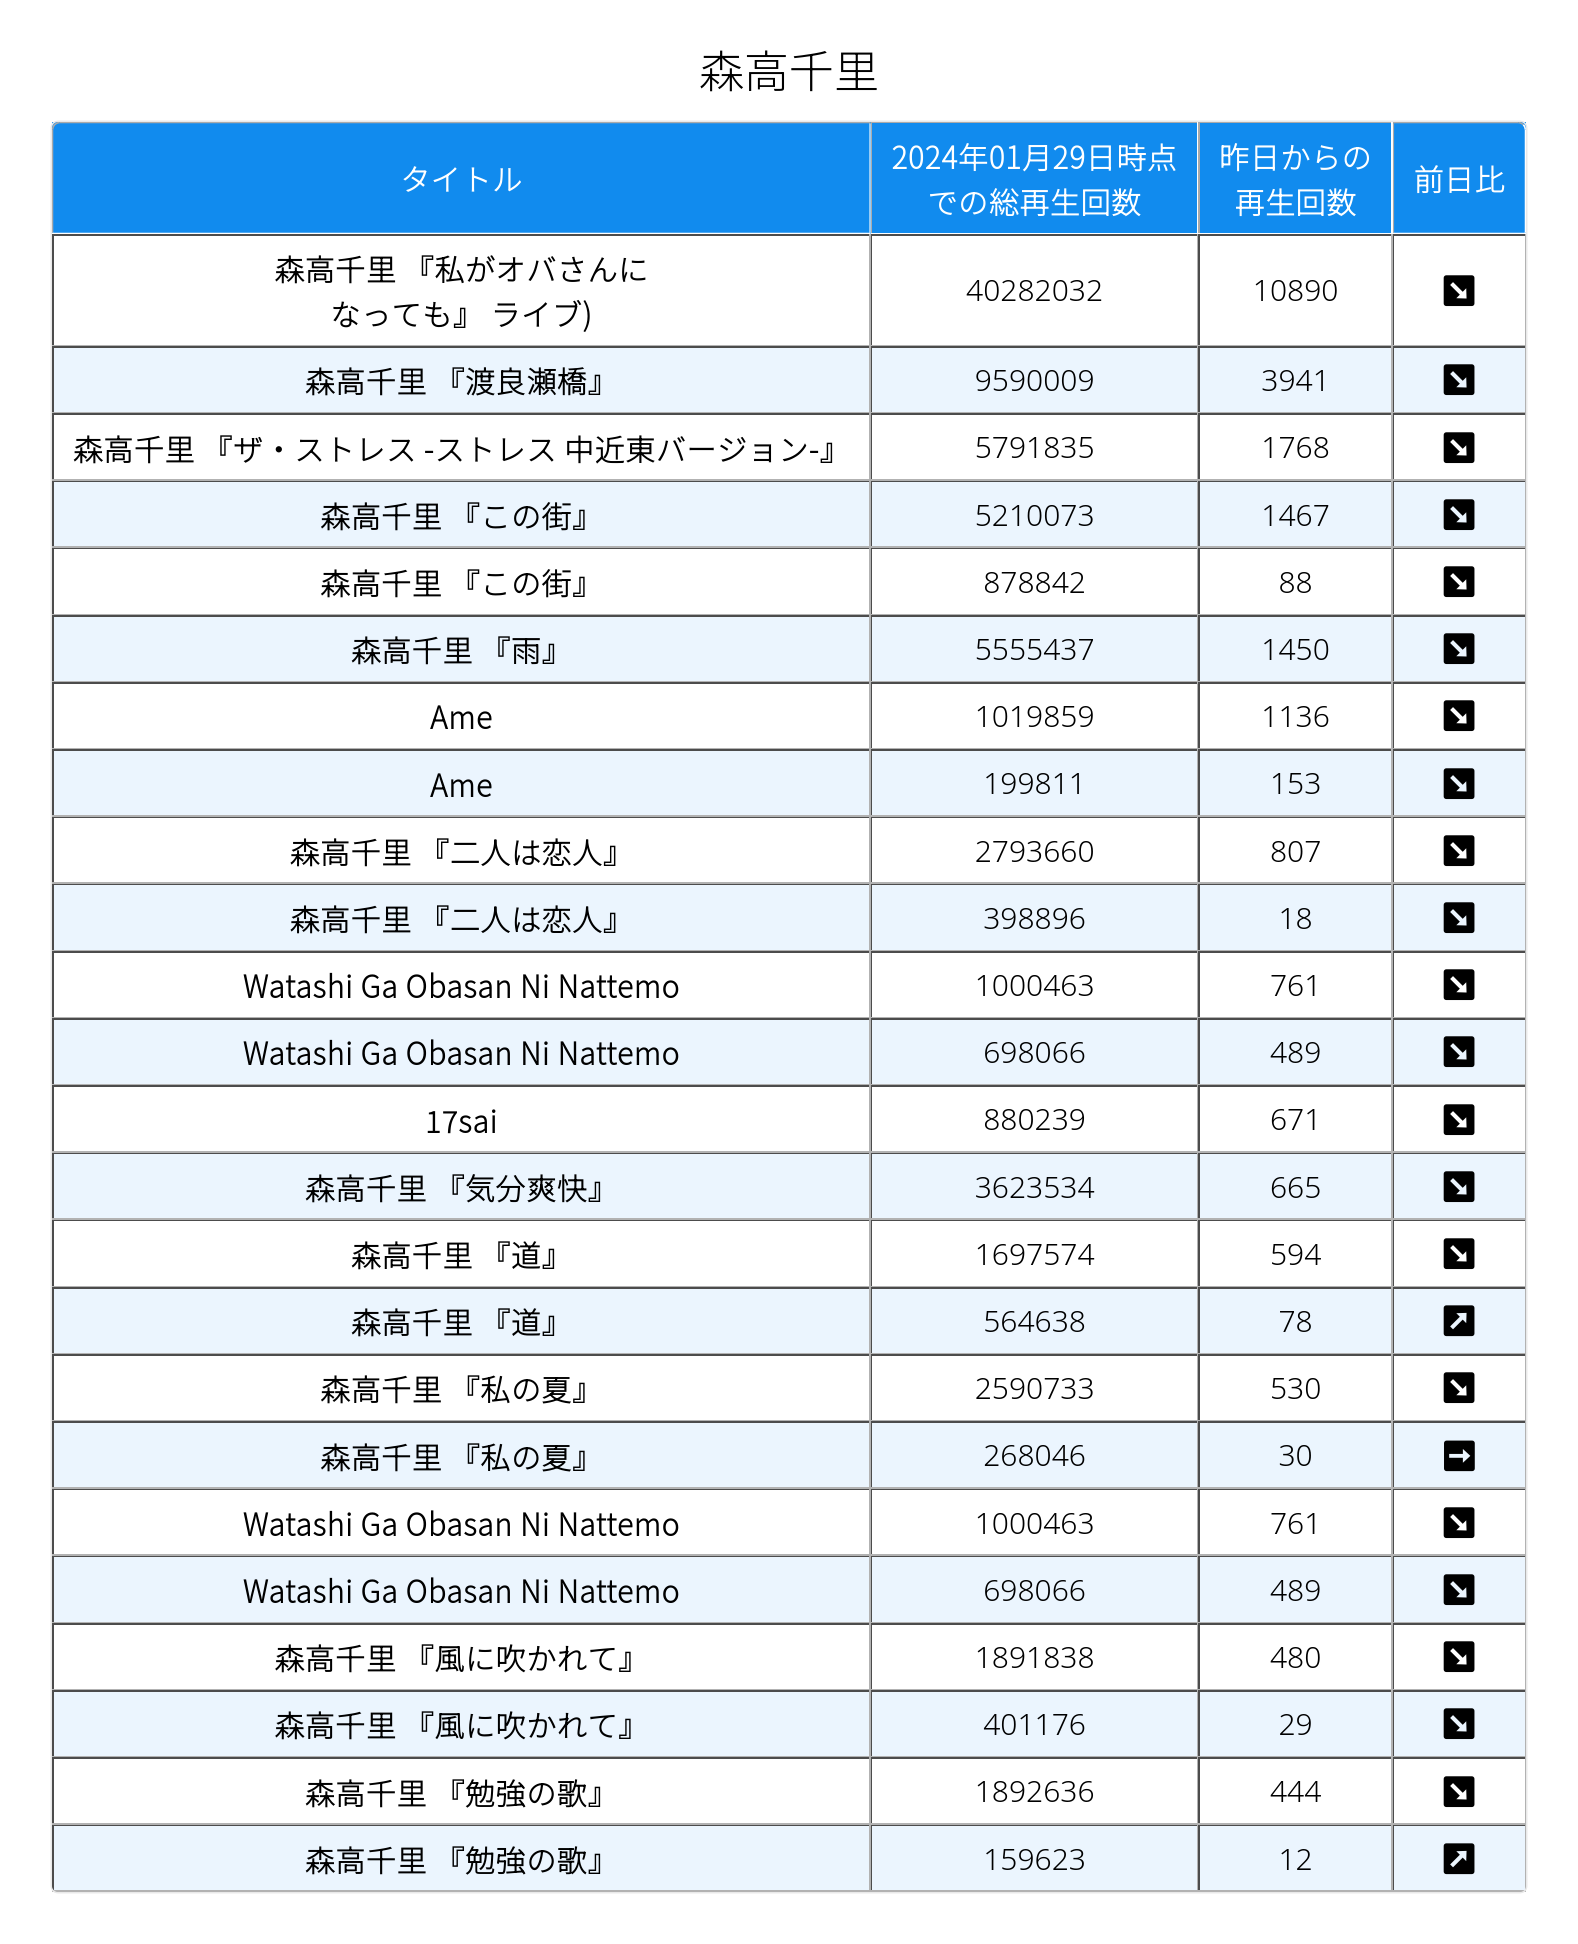 森高千里
タイトル 2024年01月29日時点での総再生回数 昨日からの再生回数 前日比
森高千里 『私がオバさんになっても』 ライブ) 40282032 10890 ↘
森高千里 『渡良瀬橋』 9590009 3941 ↘
森高千里 『ザ・ストレス -ストレス 中近東バージョン-』 5791835 1768 ↘
森高千里 『この街』 5210073 1467 ↘
森高千里 『この街』 878842 88 ↘
森高千里 『雨』 5555437 1450 ↘
Ame 1019859 1136 ↘
Ame 199811 153 ↘
森高千里 『二人は恋人』 2793660 807 ↘
森高千里 『二人は恋人』 398896 18 ↘
Watashi Ga Obasan Ni Nattemo 1000463 761 ↘
Watashi Ga Obasan Ni Nattemo 698066 489 ↘
17sai 880239 671 ↘
森高千里 『気分爽快』 3623534 665 ↘
森高千里 『道』 1697574 594 ↘
森高千里 『道』 564638 78 ↗
森高千里 『私の夏』 2590733 530 ↘
森高千里 『私の夏』 268046 30 →
Watashi Ga Obasan Ni Nattemo 1000463 761 ↘
Watashi Ga Obasan Ni Nattemo 698066 489 ↘
森高千里 『風に吹かれて』 1891838 480 ↘
森高千里 『風に吹かれて』 401176 29 ↘
森高千里 『勉強の歌』 1892636 444 ↘
森高千里 『勉強の歌』 159623 12 ↗